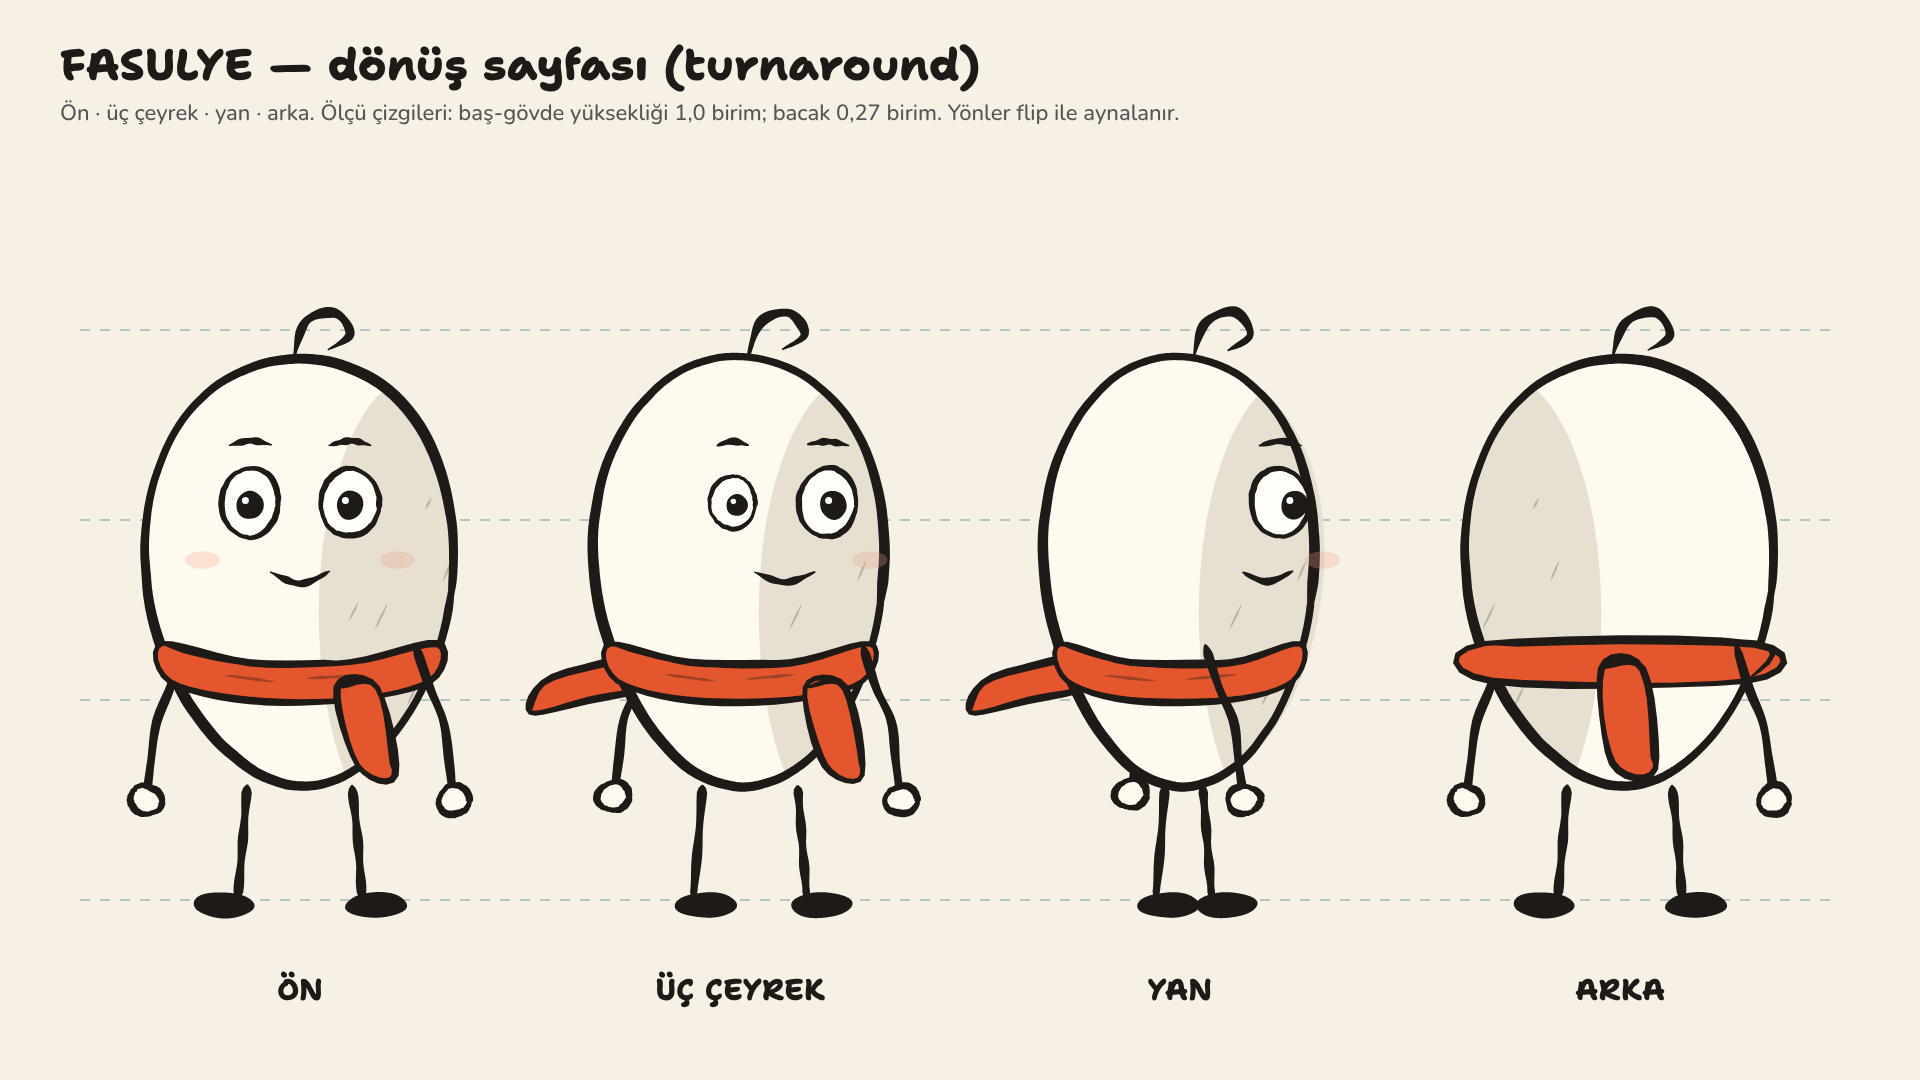 FASULYE — dönüş sayfası (turnaround)
Ön · üç çeyrek · yan · arka. Ölçü çizgileri: baş-gövde yüksekliği 1,0 birim; bacak 0,27 birim. Yönler flip ile aynalanır.
ÖN
ÜÇ ÇEYREK
YAN
ARKA